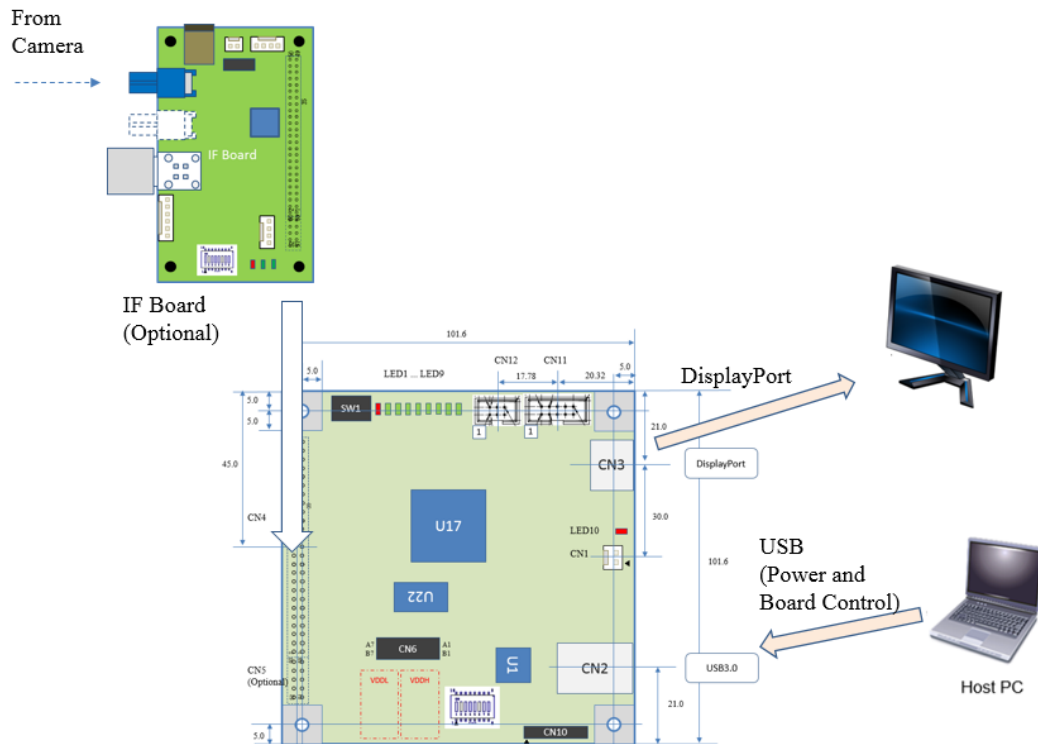 From
Camera
IF Board
IF Board
(Optional)
101.6
CN12
CN11
5.0
LED1 ... LED9
17.78
20.32
5.0
5.0
5.0
SW1
1
1
21.0
DisplayPort
CN3
DisplayPort
45.0
CN4
U17
30.0
LED10
CN1
101.6
USB
(Power and
Board Control)
U22
A7
B7
CN6
A1
B1
U1
CN2
USB3.0
CN5
(Optional)
VDDL
VDDH
21.0
Host PC
5.0
CN10